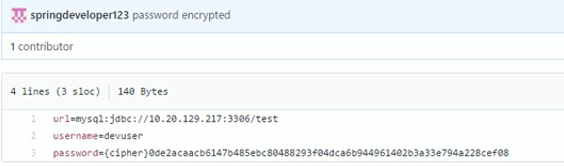 springdeveloper123 password encrypted
1 contributor
4 lines (3 sloc) 140 Bytes
1 url=mysql:jdbc://10.20.129.217:3306/test
2 username=devuser
3 password={cipher}0de2acaacb6147b485ebc80488293f04dca6b944961402b3a33e794a228cef08